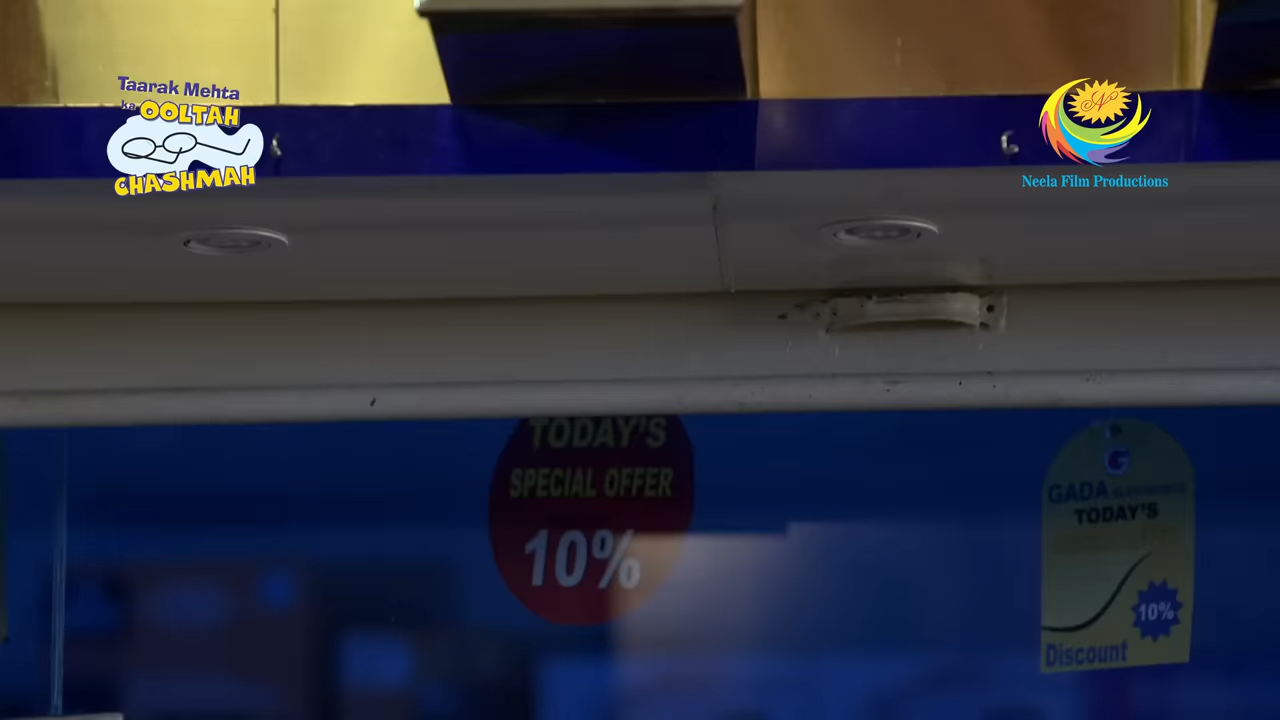 Taarak Mehta
ka OOLTAH
CHASHMAH
Neela Film Productions
TODAY'S
SPECIAL OFFER
10%
G
GADA
TODAY'S
10%
Discount